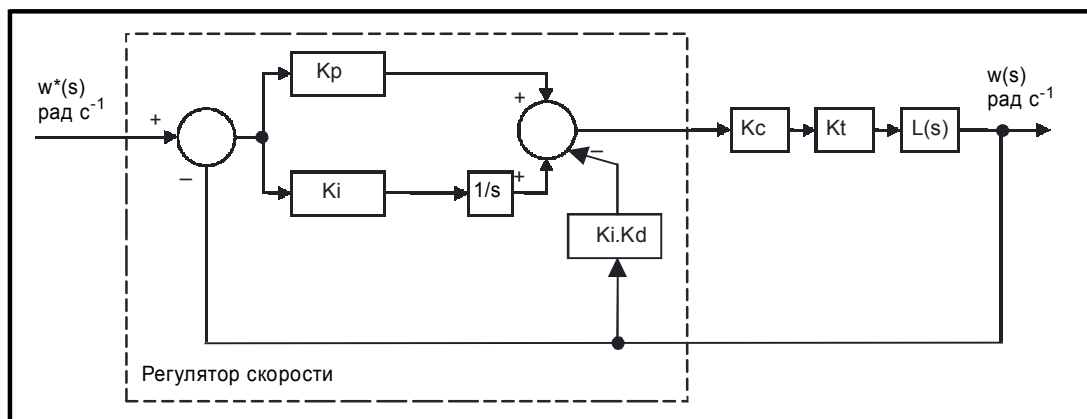 w*(s)
рад с⁻¹
+
–
Kp
Ki
1/s
+
+
–
Ki.Kd
Kc
Kt
L(s)
w(s)
рад с⁻¹
Регулятор скорости